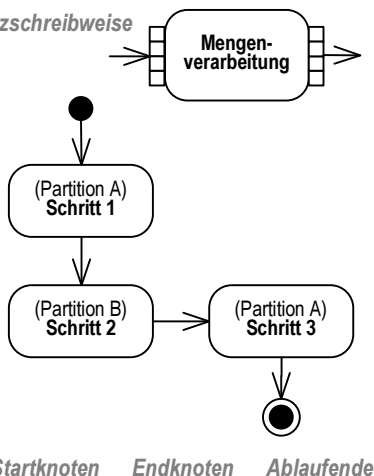 zschreibweise
Mengen-
verarbeitung
(Partition A)
Schritt 1
(Partition B)
Schritt 2
(Partition A)
Schritt 3
Startknoten Endknoten Ablaufende